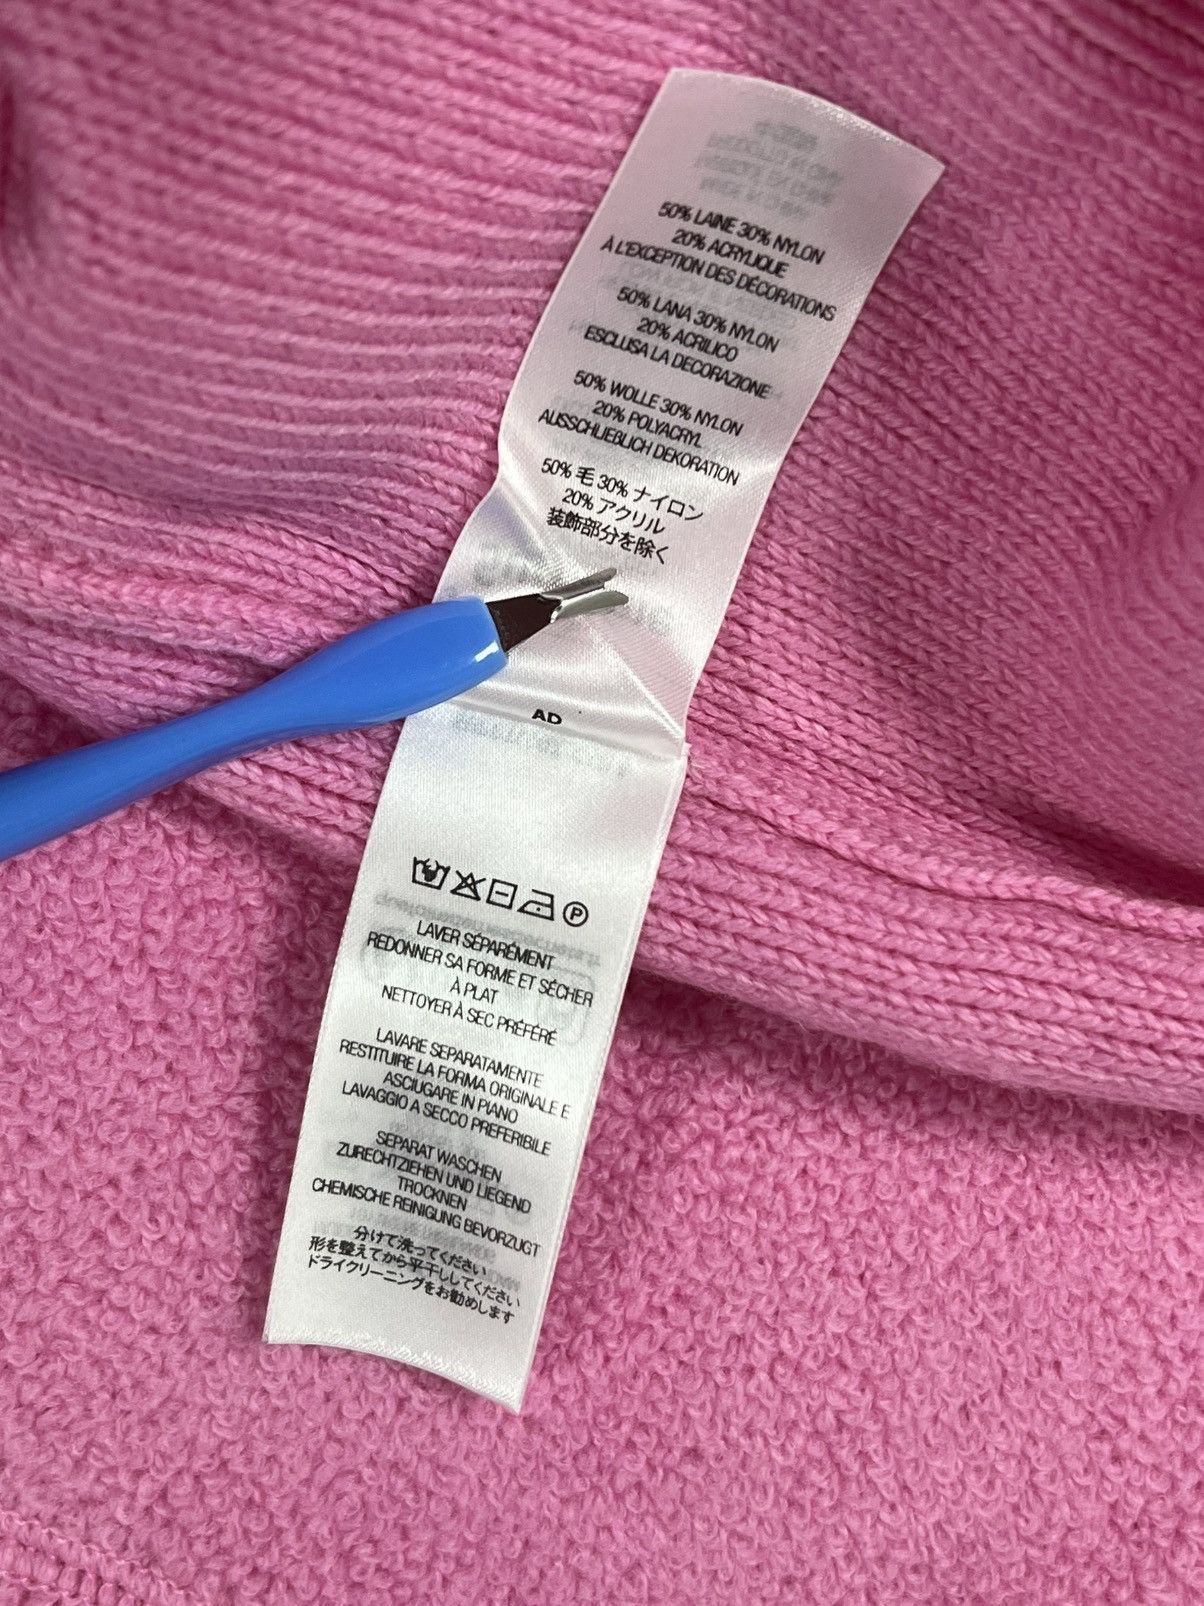 50% LAINE 30% NYLON
20% ACRYLIQUE
À L'EXCEPTION DES DÉCORATIONS
50% LANA 30% NYLON
20% ACRILICO
ESCLUSA LA DECORAZIONE
50% WOLLE 30% NYLON
20% POLYACRYL
AUSSCHLIEBLICH DEKORATION
50% 毛 30% ナイロン
20% アクリル
装飾部分を除く
AD
P
LAVER SÉPARÉMENT
REDONNER SA FORME ET SÉCHER
À PLAT
NETTOYER À SEC PRÉFÉRÉ
LAVARE SEPARATAMENTE
RESTITUIRE LA FORMA ORIGINALE E
ASCIUGARE IN PIANO
LAVAGGIO A SECCO PREFERIBILE
SEPARAT WASCHEN
ZURECHTZIEHEN UND LIEGEND
TROCKNEN
CHEMISCHE REINIGUNG BEVORZUGT
分けて洗ってください
形を整えてから平干ししてください
ドライクリーニングをお勧めします